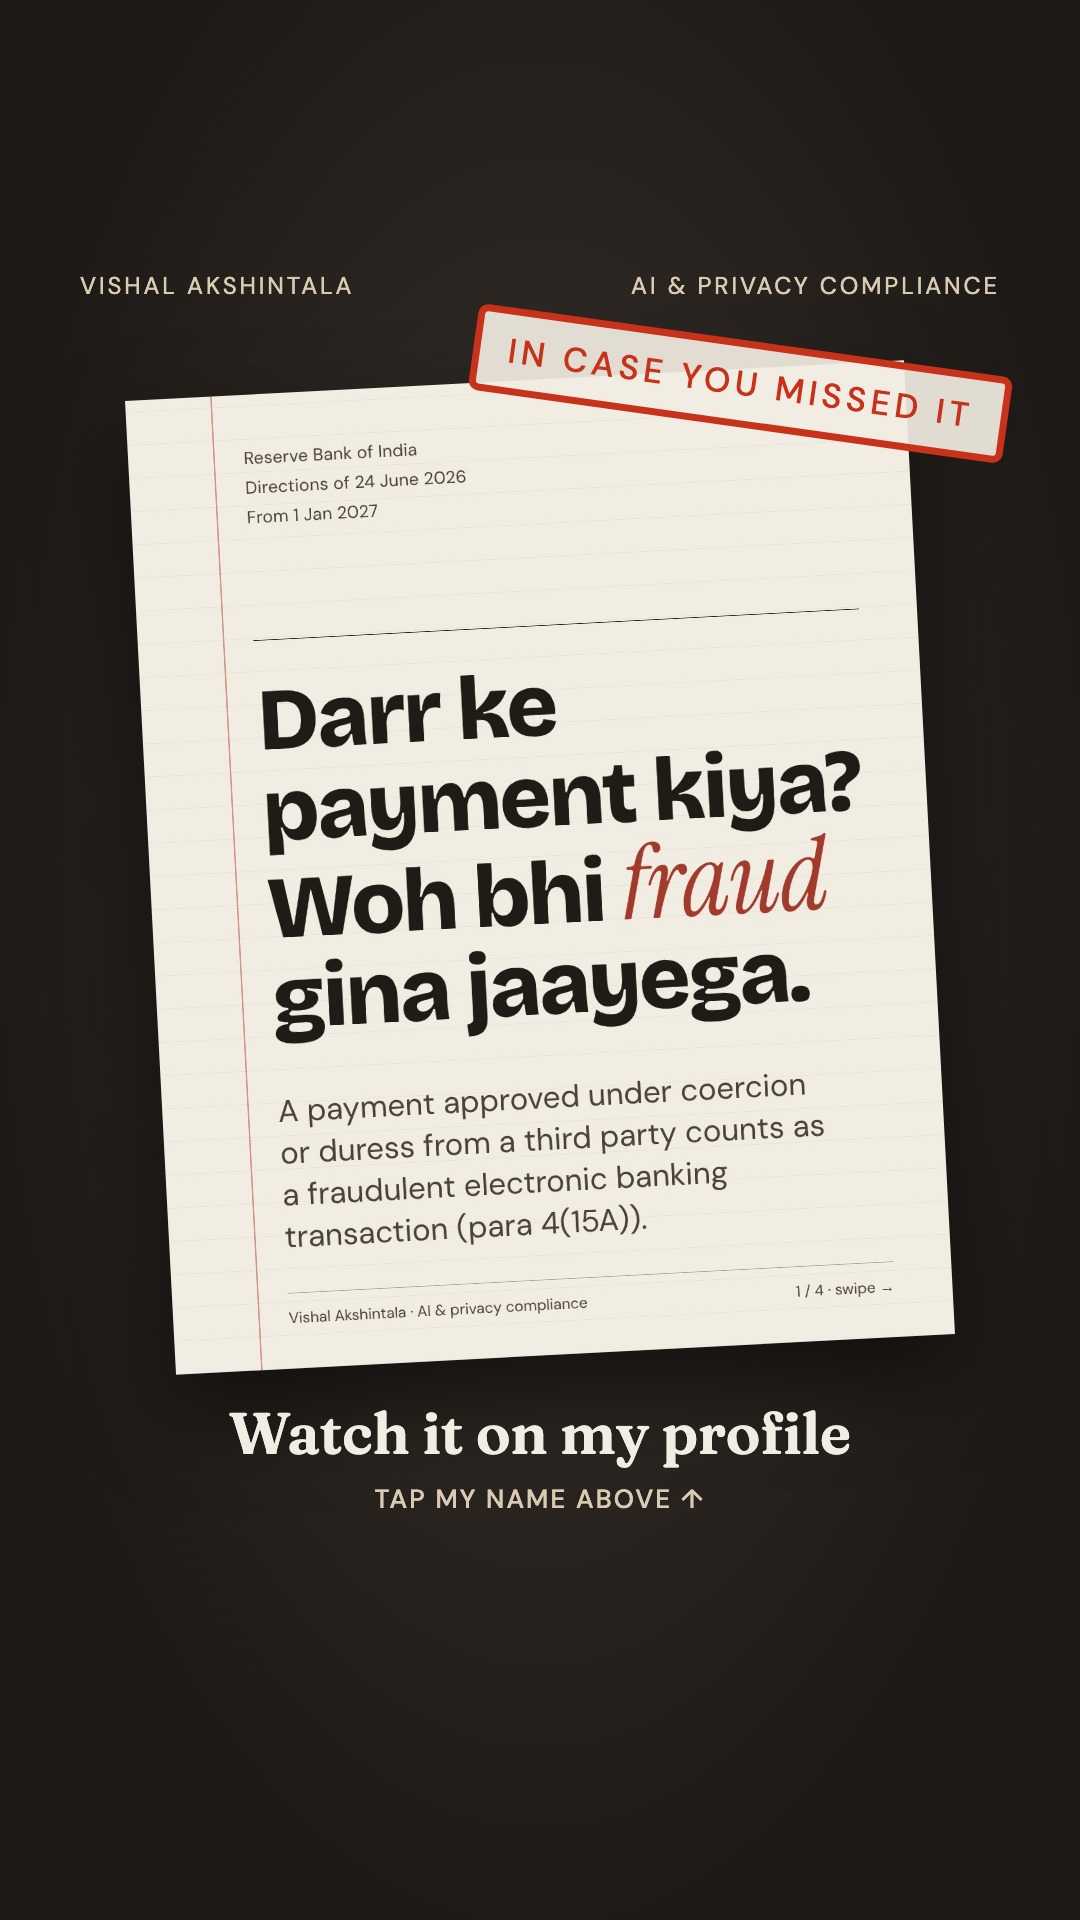 VISHAL AKSHINTALA
AI & PRIVACY COMPLIANCE
IN CASE YOU MISSED IT
Reserve Bank of India
Directions of 24 June 2026
From 1 Jan 2027
Darr ke
payment kiya?
Woh bhi fraud
gina jaayega.
A payment approved under coercion
or duress from a third party counts as
a fraudulent electronic banking
transaction (para 4(15A)).
Vishal Akshintala · AI & privacy compliance
1 / 4 · swipe →
Watch it on my profile
TAP MY NAME ABOVE ↑